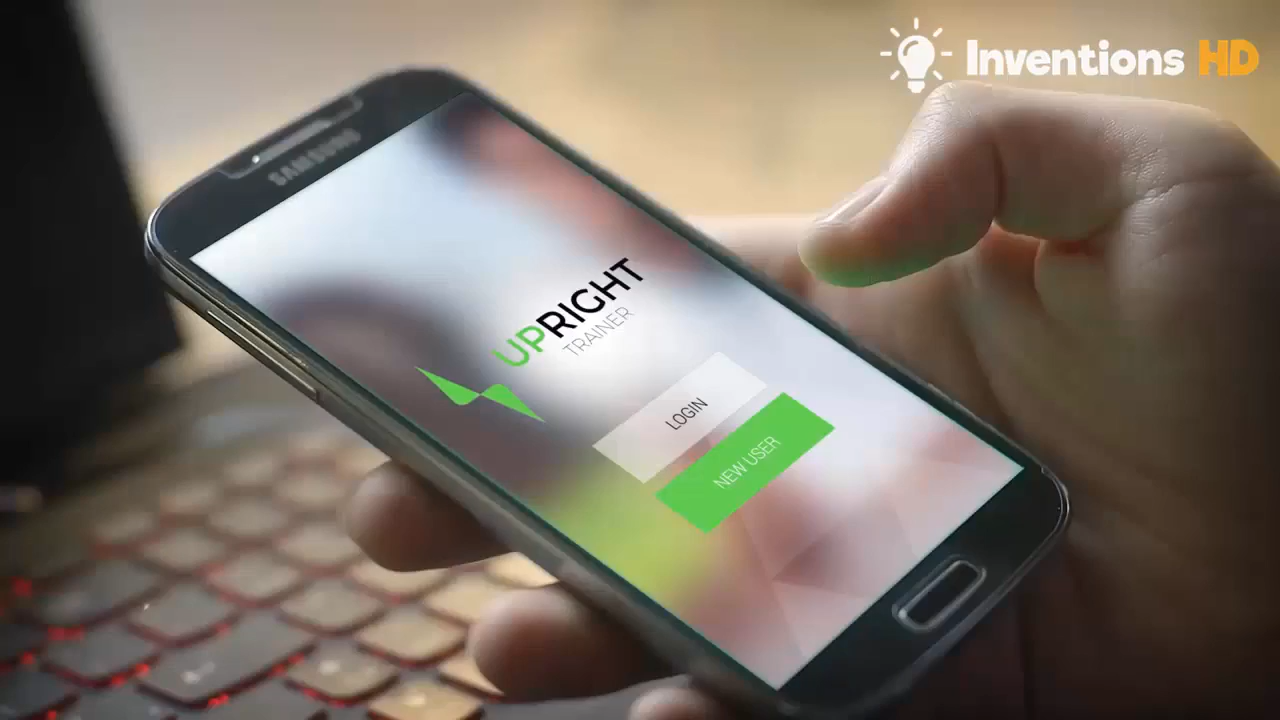 Inventions HD
SAMSUNG
UPRIGHT
TRAINER
LOGIN
NEW USER